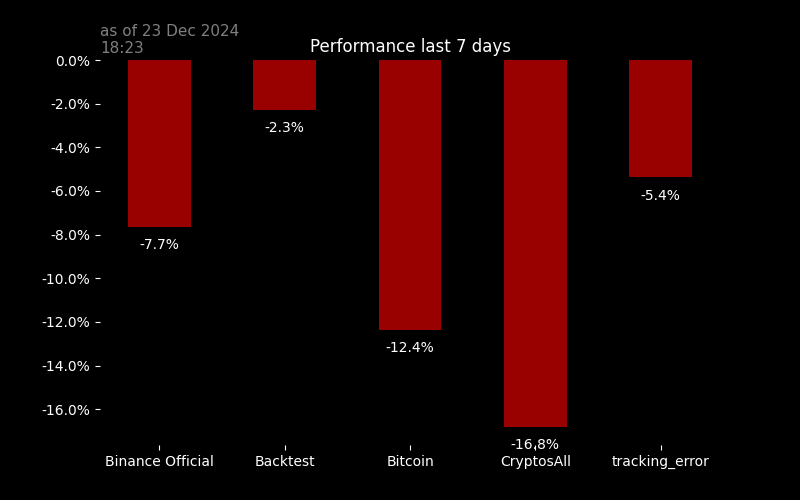 as of 23 Dec 2024
18:23
Performance last 7 days
0.0%
-2.0%
-4.0%
-6.0%
-8.0%
-10.0%
-12.0%
-14.0%
-16.0%
-7.7%
-2.3%
-12.4%
-16.8%
-5.4%
Binance Official
Backtest
Bitcoin
CryptosAll
tracking_error